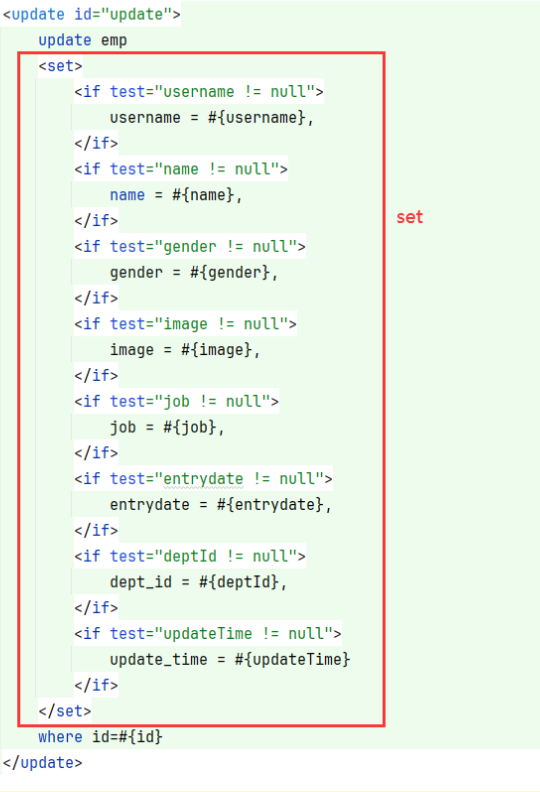 <update id="update">
update emp
<set>
<if test="username != null">
username = #{username},
</if>
<if test="name != null">
name = #{name},
</if>
<if test="gender != null">
set
gender = #{gender},
</if>
<if test="image != null">
image = #{image},
</if>
<if test="job != null">
job = #{job},
</if>
<if test="entrydate != null">
entrydate = #{entrydate},
</if>
<if test="deptId != null">
dept_id = #{deptId},
</if>
<if test="updateTime != null">
update_time = #{updateTime}
</if>
</set>
where id=#{id}
</update>